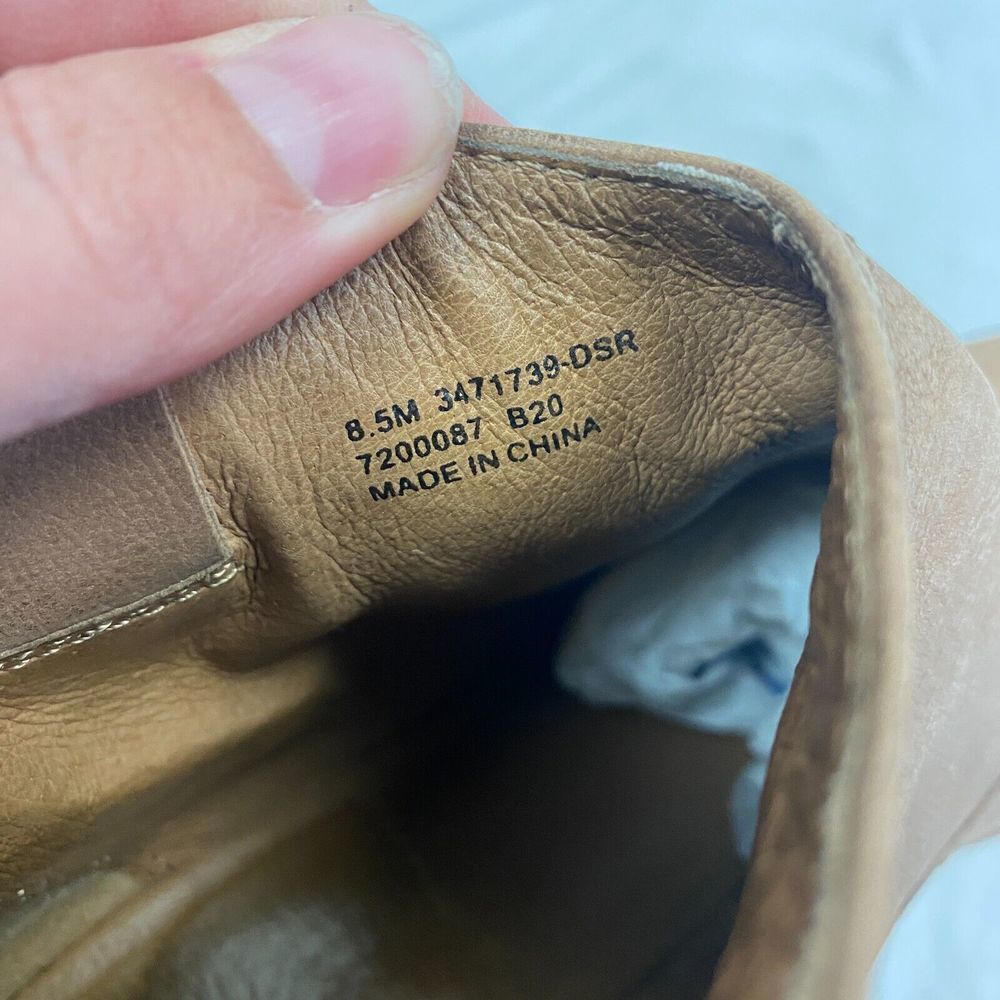 8.5M 3471739-DSR
7200087 B20
MADE IN CHINA